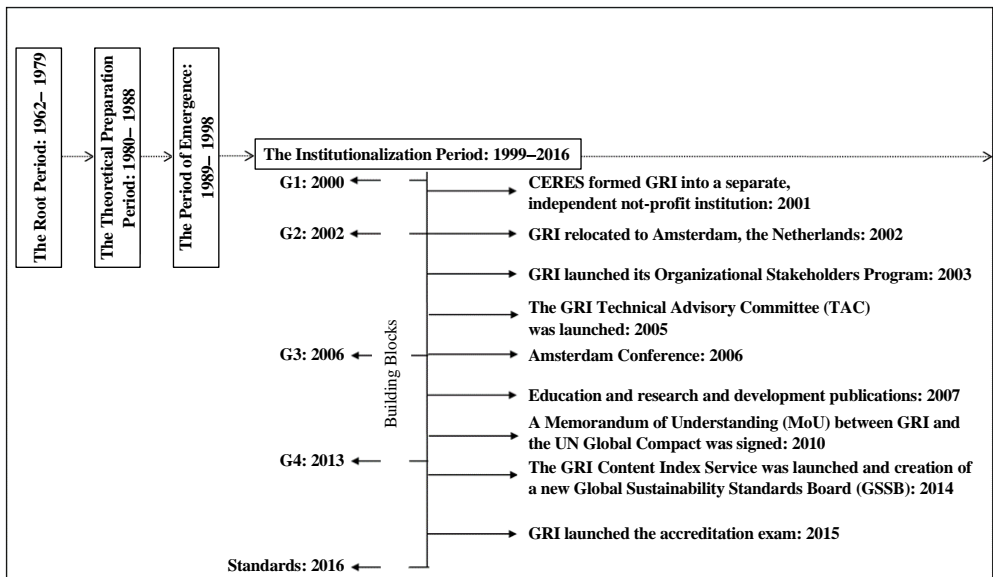 The Root Period: 1962– 1979
The Theoretical Preparation
Period: 1980– 1988
The Period of Emergence:
1989– 1998
The Institutionalization Period: 1999–2016
G1: 2000
CERES formed GRI into a separate,
independent not-profit institution: 2001
G2: 2002
GRI relocated to Amsterdam, the Netherlands: 2002
GRI launched its Organizational Stakeholders Program: 2003
The GRI Technical Advisory Committee (TAC)
was launched: 2005
Building Blocks
G3: 2006
Amsterdam Conference: 2006
Education and research and development publications: 2007
A Memorandum of Understanding (MoU) between GRI and
the UN Global Compact was signed: 2010
G4: 2013
The GRI Content Index Service was launched and creation of
a new Global Sustainability Standards Board (GSSB): 2014
GRI launched the accreditation exam: 2015
Standards: 2016